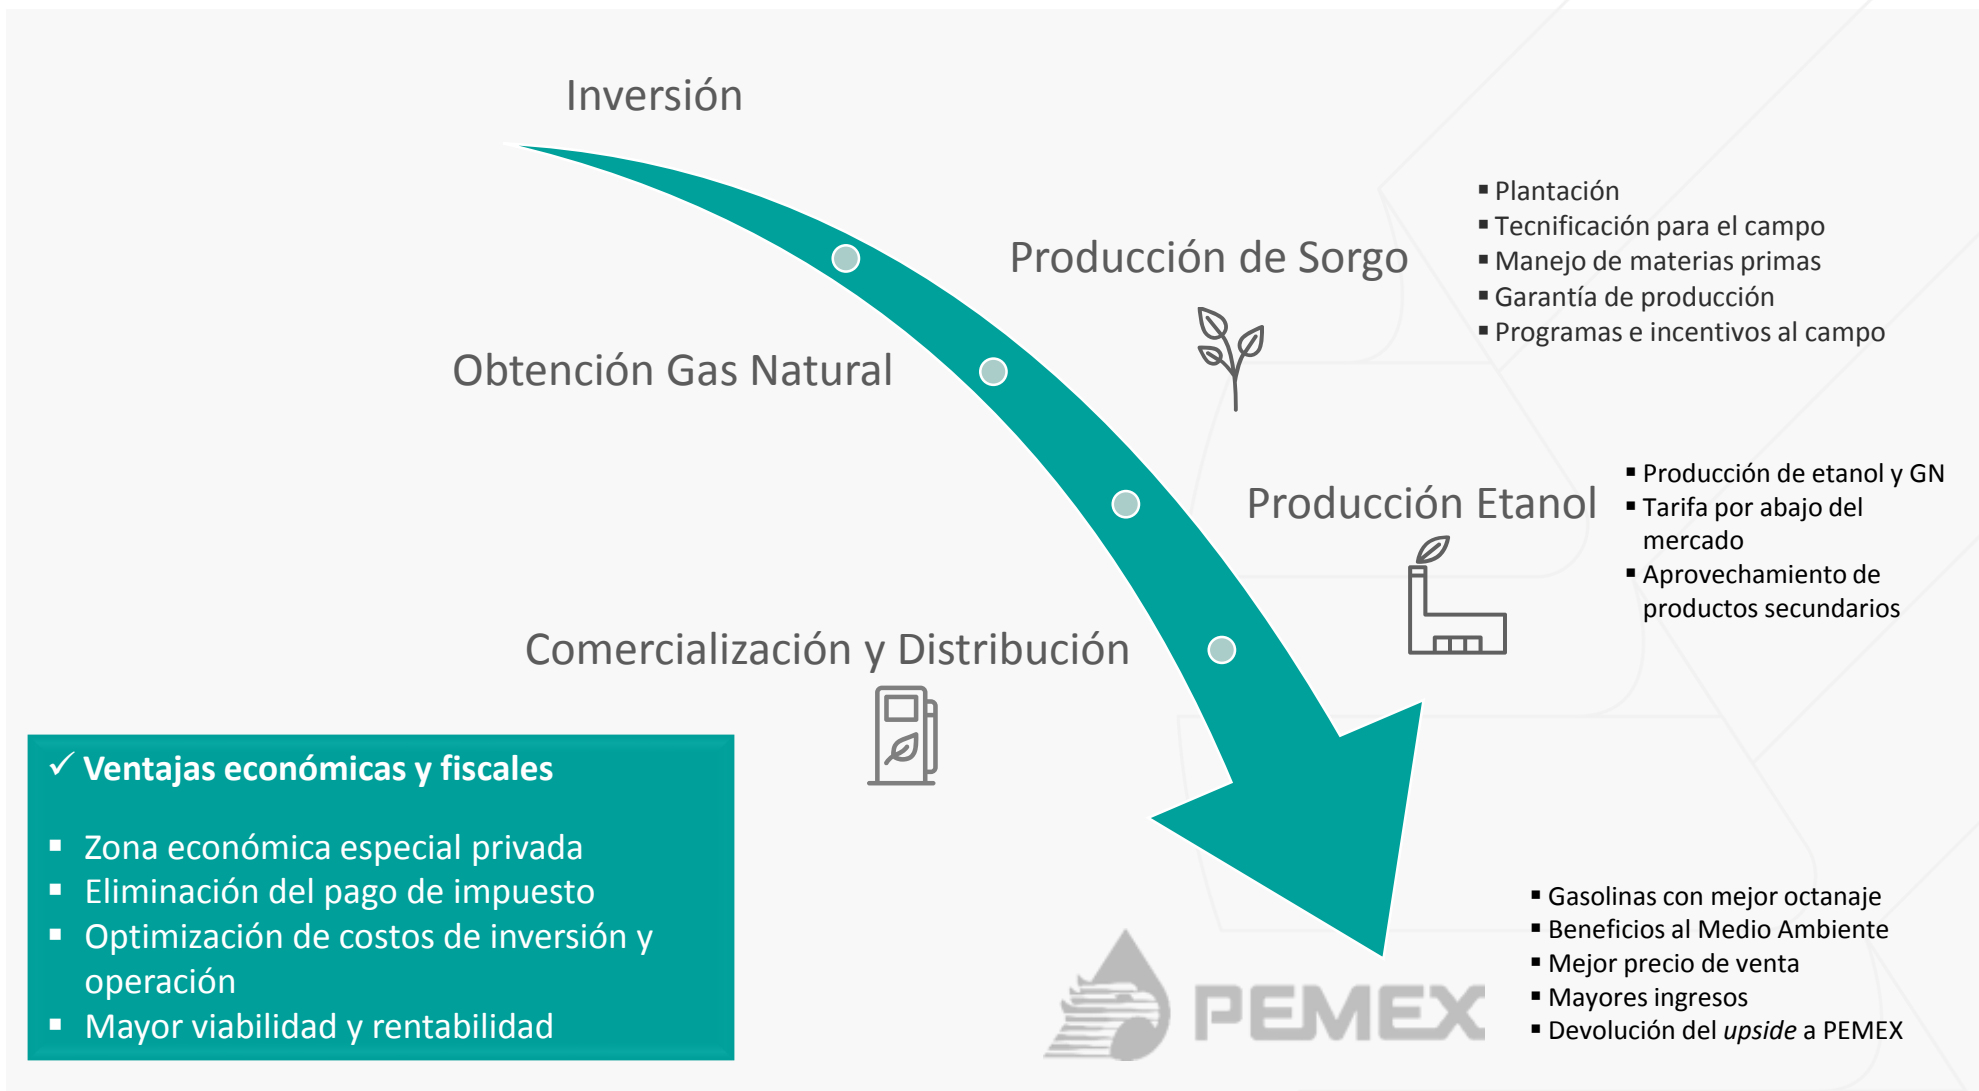 Inversión
Producción de Sorgo
▪ Plantación
▪ Tecnificación para el campo
▪ Manejo de materias primas
▪ Garantía de producción
▪ Programas e incentivos al campo
Obtención Gas Natural
Producción Etanol
▪ Producción de etanol y GN
▪ Tarifa por abajo del
mercado
▪ Aprovechamiento de
productos secundarios
Comercialización y Distribución
✓ Ventajas económicas y fiscales
▪ Zona económica especial privada
▪ Eliminación del pago de impuesto
▪ Optimización de costos de inversión y
operación
▪ Mayor viabilidad y rentabilidad
PEMEX
▪ Gasolinas con mejor octanaje
▪ Beneficios al Medio Ambiente
▪ Mejor precio de venta
▪ Mayores ingresos
▪ Devolución del upside a PEMEX